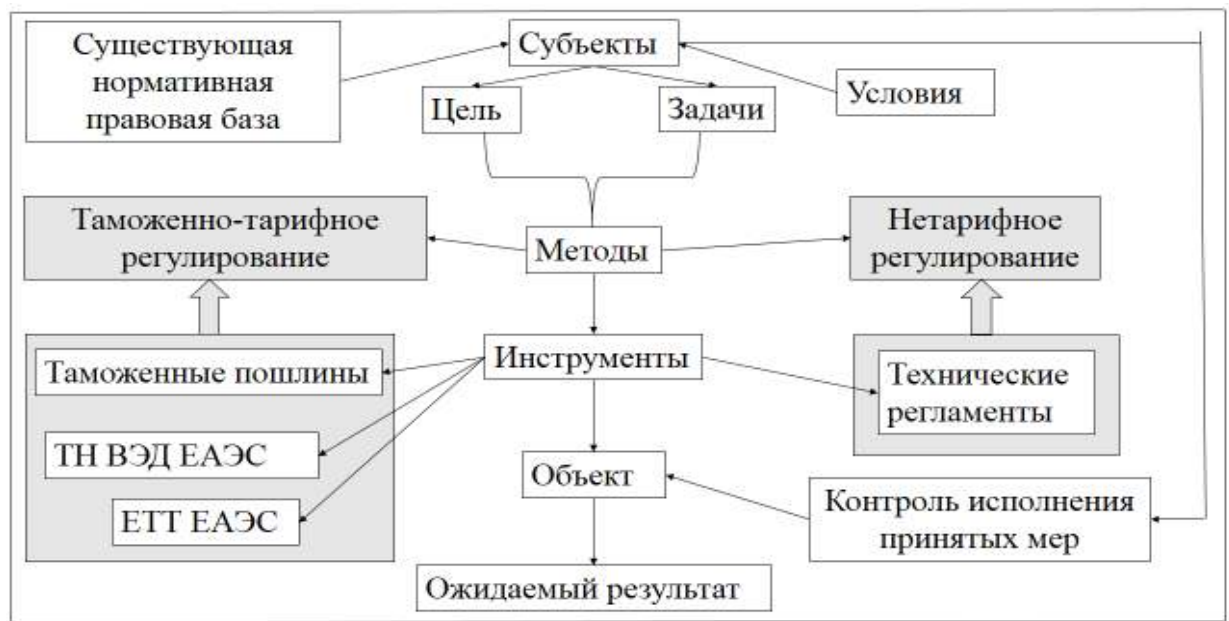 Существующая
нормативная
правовая база
Субъекты
Условия
Цель
Задачи
Таможенно-тарифное
регулирование
Методы
Нетарифное
регулирование
Инструменты
Таможенные пошлины
ТН ВЭД ЕАЭС
ЕТТ ЕАЭС
Технические
регламенты
Объект
Контроль исполнения
принятых мер
Ожидаемый результат